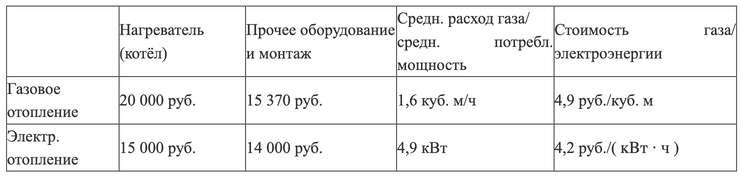 Нагреватель (котёл)
Прочее оборудование и монтаж
Средн. расход газа/ средн. потребл. мощность
Стоимость газа/ электроэнергии
Газовое отопление
20 000 руб.
15 370 руб.
1,6 куб. м/ч
4,9 руб./куб. м
Электр. отопление
15 000 руб.
14 000 руб.
4,9 кВт
4,2 руб./( кВт · ч )